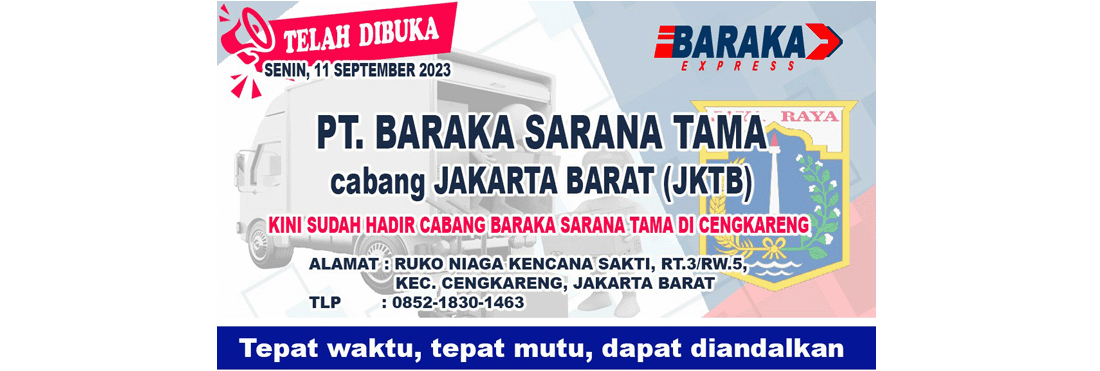 TELAH DIBUKA
SENIN, 11 SEPTEMBER 2023
BARAKA
EXPRESS
RAYA
PT. BARAKA SARANA TAMA
cabang JAKARTA BARAT (JKTB)
KINI SUDAH HADIR CABANG BARAKA SARANA TAMA DI CENGKARENG
ALAMAT : RUKO NIAGA KENCANA SAKTI, RT.3/RW.5,
KEC. CENGKARENG, JAKARTA BARAT
TLP : 0852-1830-1463
Tepat waktu, tepat mutu, dapat diandalkan